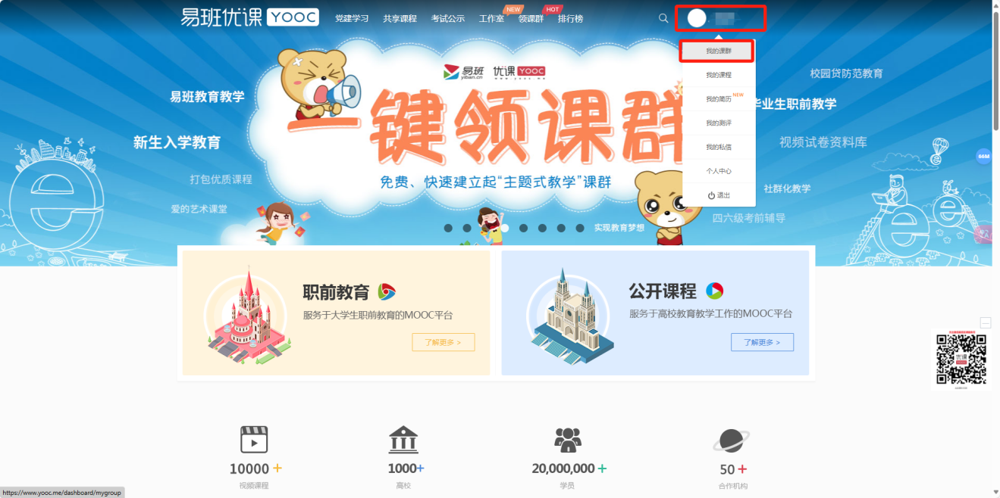 易班优课 YOOC
党建学习 共享课程 考试公示 工作室 NEW 领课群 HOT 排行榜
我的课群
我的课程
我的简历 NEW
我的测评
我的私信
个人中心
退出
易班 yiban.cn 优课 YOOC www.yooc.me
一键领课群
免费、快速建立起“主题式教学”课群
易班教育教学
新生入学教育
打包优质课程
爱的艺术课堂
校园贷防范教育
毕业生职前教学
视频试卷资料库
社群化教学
四六级考前辅导
实现教育梦想
66M
职前教育
服务于大学生职前教育的MOOC平台
了解更多 >
公开课程
服务于高校教育教学工作的MOOC平台
了解更多 >
优课
YOOC
10000 +
视频课程
1000+
高校
20,000,000 +
学员
50 +
合作机构
https://www.yooc.me/dashboard/mygroup